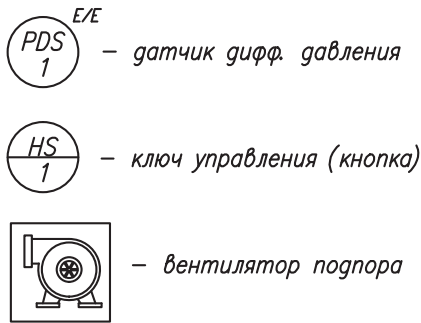 E/E
PDS
1
– датчик дифф. давления
HS
1
– ключ управления (кнопка)
– вентилятор подпора